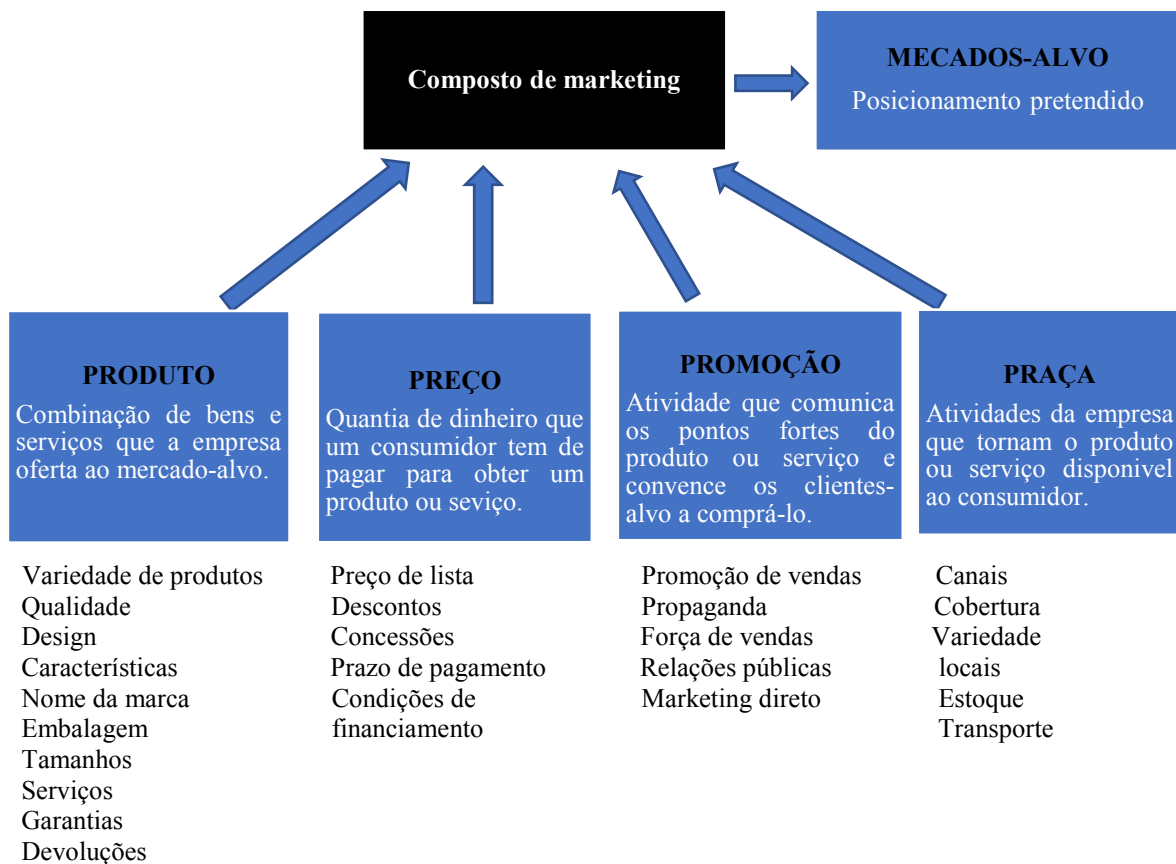 Composto de marketing
MECADOS-ALVO
Posicionamento pretendido
PRODUTO
Combinação de bens e
serviços que a empresa
oferta ao mercado-alvo.
PREÇO
Quantia de dinheiro que
um consumidor tem de
pagar para obter um
produto ou seviço.
PROMOÇÃO
Atividade que comunica
os pontos fortes do
produto ou serviço e
convence os clientes-
alvo a comprá-lo.
PRAÇA
Atividades da empresa
que tornam o produto
ou serviço disponivel
ao consumidor.
Variedade de produtos
Qualidade
Design
Característícas
Nome da marca
Embalagem
Tamanhos
Serviços
Garantias
Devoluções
Preço de lista
Descontos
Concessões
Prazo de pagamento
Condições de
financiamento
Promoção de vendas
Propaganda
Força de vendas
Relações públicas
Marketing direto
Canais
Cobertura
Variedade
locais
Estoque
Transporte